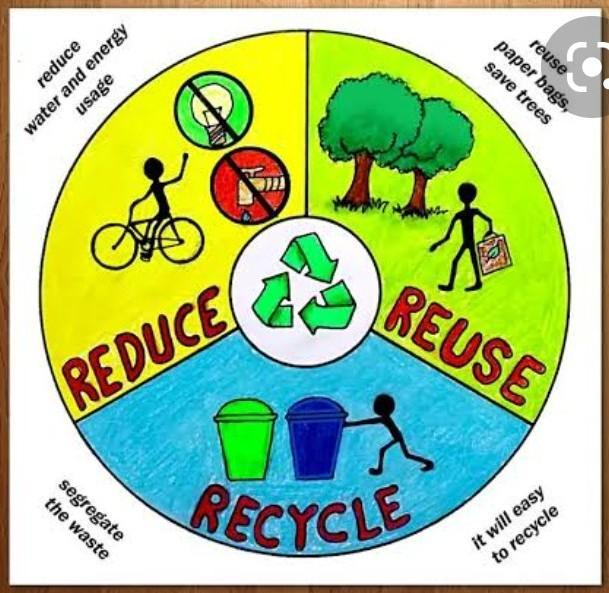 reduce
water and energy
usage
reuse
paper bags,
save trees
REDUCE
REUSE
RECYCLE
segregate
the waste
it will easy
to recycle